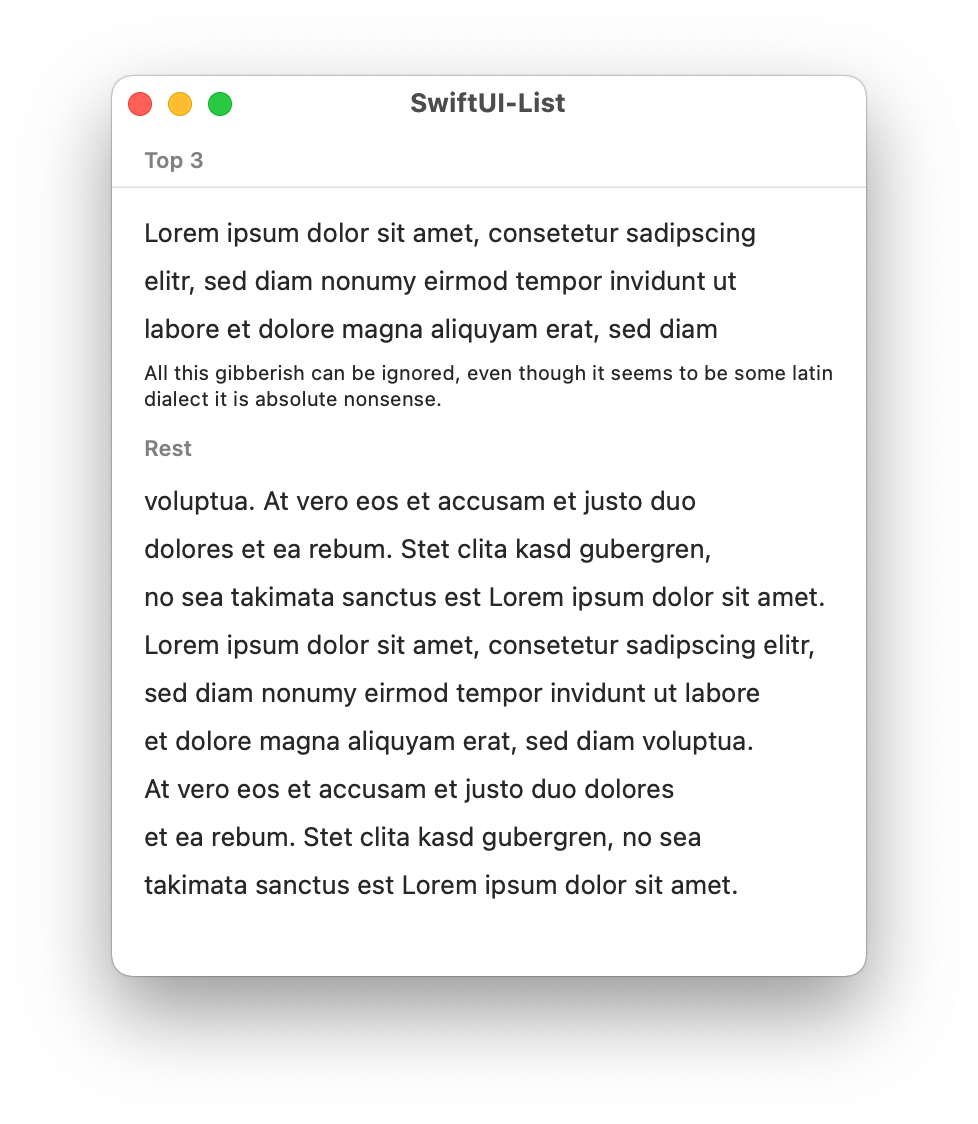 SwiftUI-List
Top 3
Lorem ipsum dolor sit amet, consetetur sadipscing
elitr, sed diam nonumy eirmod tempor invidunt ut
labore et dolore magna aliquyam erat, sed diam
All this gibberish can be ignored, even though it seems to be some latin
dialect it is absolute nonsense.
Rest
voluptua. At vero eos et accusam et justo duo
dolores et ea rebum. Stet clita kasd gubergren,
no sea takimata sanctus est Lorem ipsum dolor sit amet.
Lorem ipsum dolor sit amet, consetetur sadipscing elitr,
sed diam nonumy eirmod tempor invidunt ut labore
et dolore magna aliquyam erat, sed diam voluptua.
At vero eos et accusam et justo duo dolores
et ea rebum. Stet clita kasd gubergren, no sea
takimata sanctus est Lorem ipsum dolor sit amet.